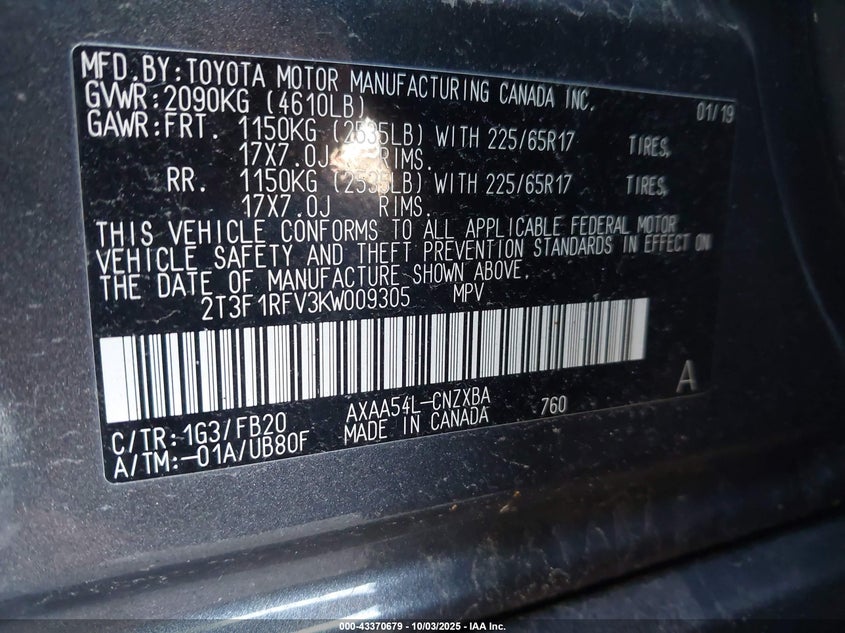 MFD.BY:TOYOTA MOTOR MANUFACTURING CANADA INC.
GVWR:2090KG (4610LB) 01/19
GAWR:FRT. 1150KG (2535LB) WITH 225/65R17 TIRES,
17X7.0J RIMS.
RR. 1150KG (2535LB) WITH 225/65R17 TIRES,
17X7.0J RIMS.
THIS VEHICLE CONFORMS TO ALL APPLICABLE FEDERAL MOTOR
VEHICLE SAFETY AND THEFT PREVENTION STANDARDS IN EFFECT ON
THE DATE OF MANUFACTURE SHOWN ABOVE.
2T3F1RFV3KW009305 MPV
A
C/TR:1G3/FB20 AXAA54L-CNZXBA 760
A/TM:-01A/UB80F MADE IN CANADA
000-43370679 - 10/03/2025 - IAA Inc.